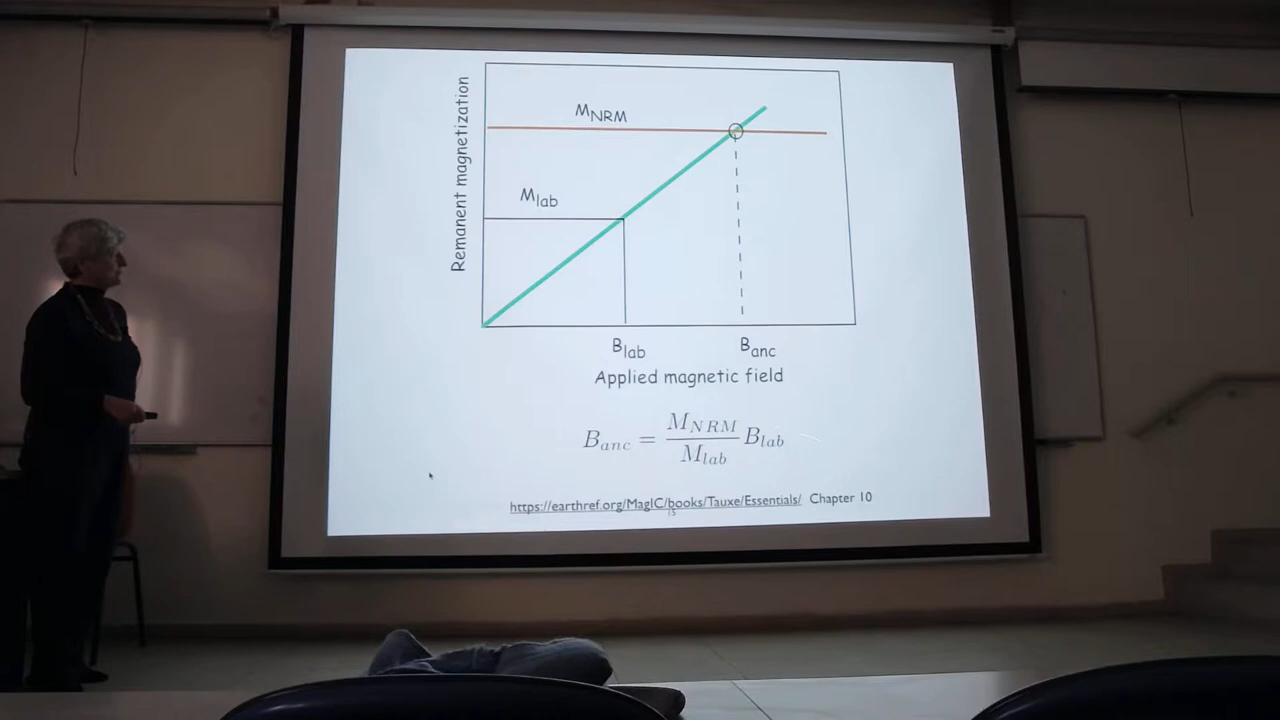 Remanent magnetization
M_NRM
M_lab
B_lab
B_anc
Applied magnetic field
B_anc = M_NRM / M_lab B_lab
https://earthref.org/MagIC/books/Tauxe/Essentials/ Chapter 10
15